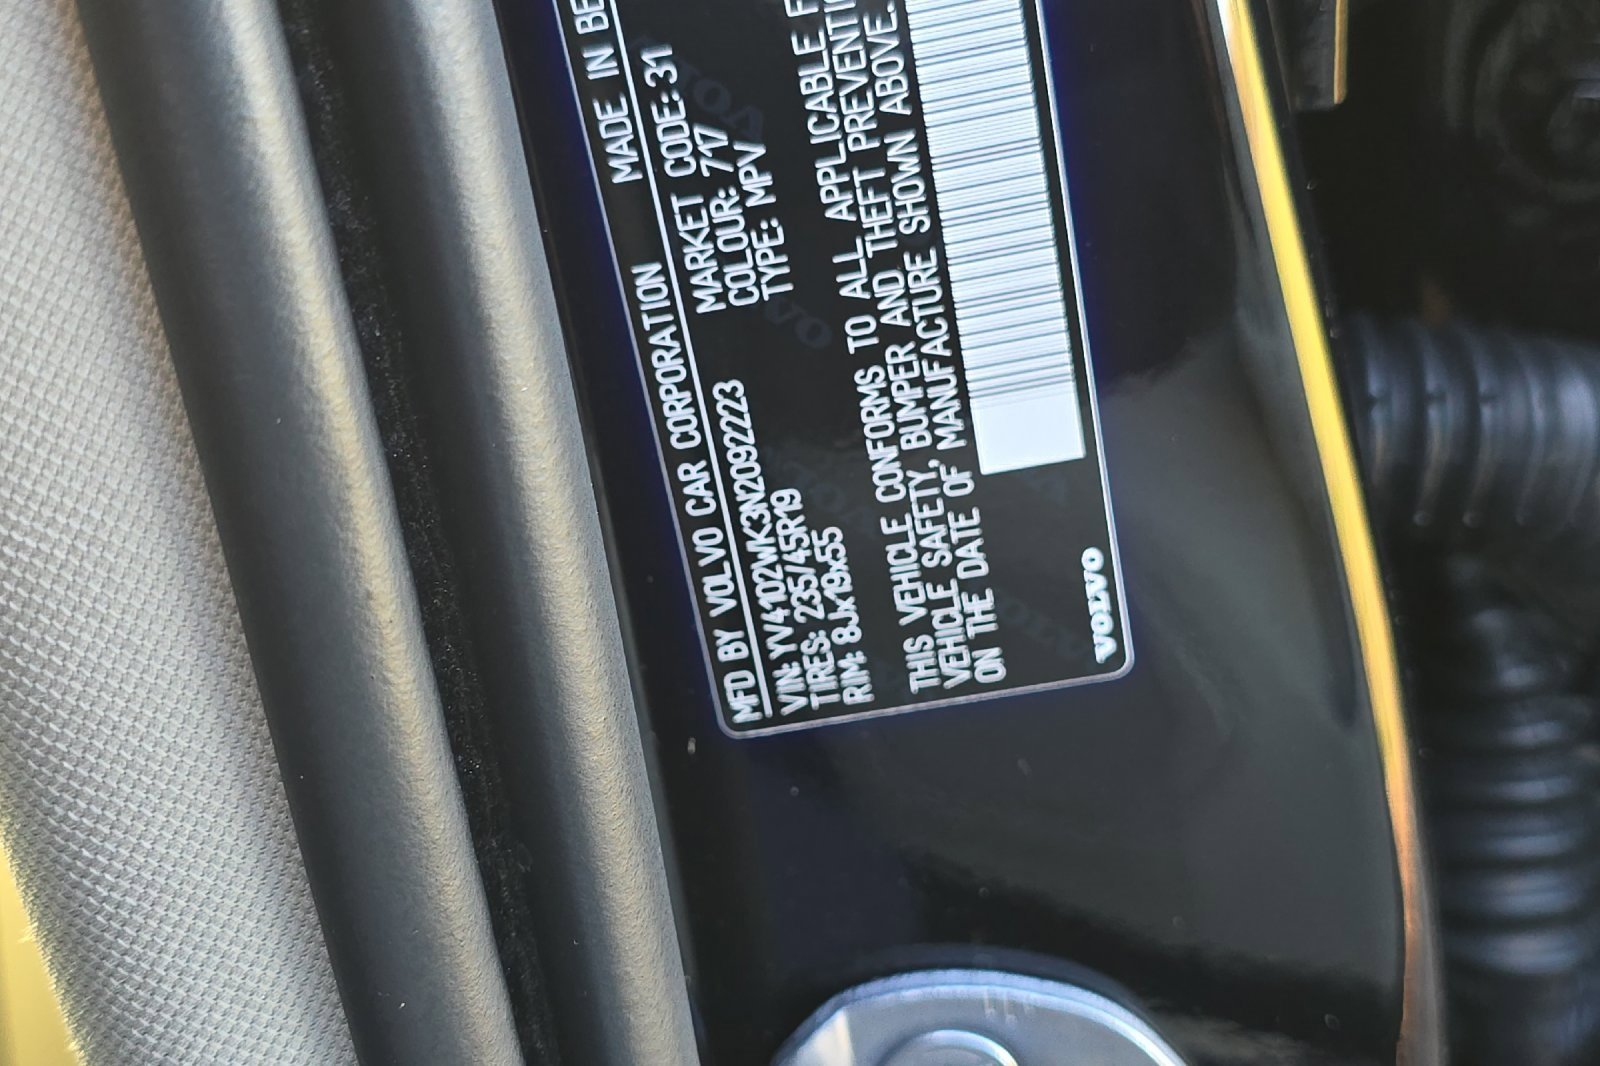 MFD BY VOLVO CAR CORPORATION MADE IN BE
VIN: YV4102WK3N2092223 MARKET CODE: 31
TIRES: 235/45R19 COLOUR: 717
RIM: 8Jx19x55 TYPE: MPV
THIS VEHICLE CONFORMS TO ALL APPLICABLE F
VEHICLE SAFETY, BUMPER AND THEFT PREVENTIO
ON THE DATE OF MANUFACTURE SHOWN ABOVE.
VOLVO